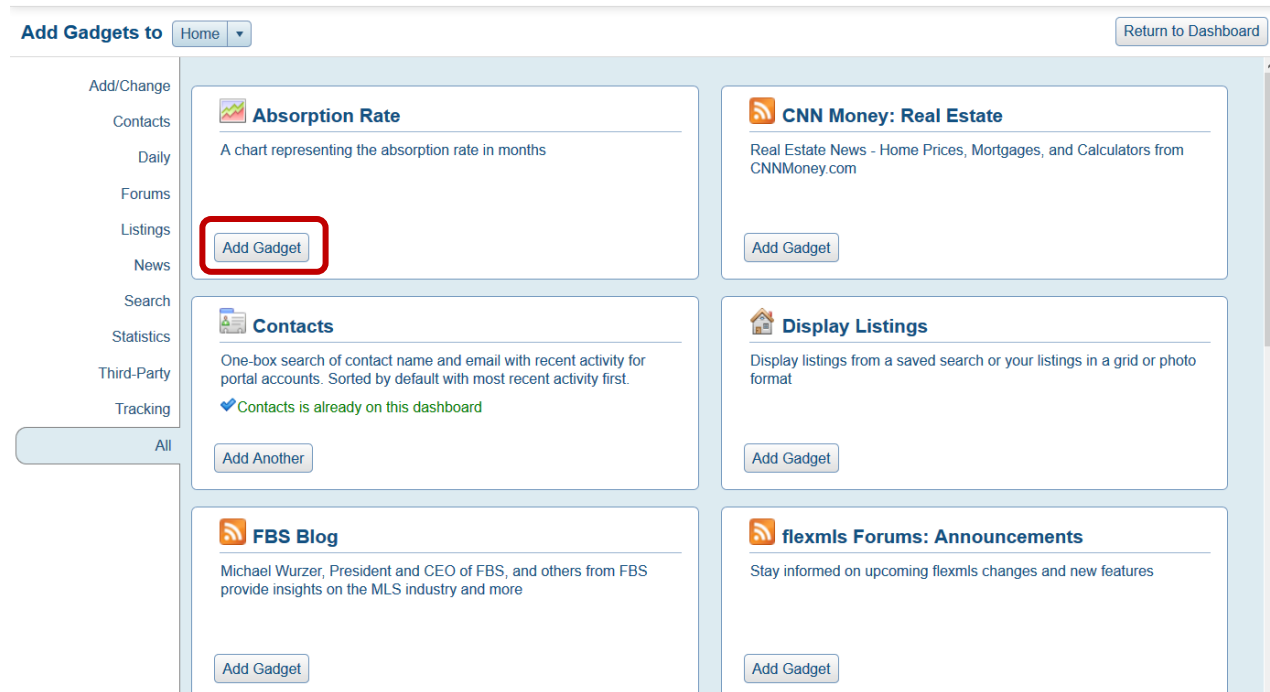 Add Gadgets to Home
Return to Dashboard
Add/Change
Contacts
Daily
Forums
Listings
News
Search
Statistics
Third-Party
Tracking
All
Absorption Rate
A chart representing the absorption rate in months
Add Gadget
CNN Money: Real Estate
Real Estate News - Home Prices, Mortgages, and Calculators from
CNNMoney.com
Add Gadget
Contacts
One-box search of contact name and email with recent activity for
portal accounts. Sorted by default with most recent activity first.
Contacts is already on this dashboard
Add Another
Display Listings
Display listings from a saved search or your listings in a grid or photo
format
Add Gadget
FBS Blog
Michael Wurzer, President and CEO of FBS, and others from FBS
provide insights on the MLS industry and more
Add Gadget
flexmls Forums: Announcements
Stay informed on upcoming flexmls changes and new features
Add Gadget